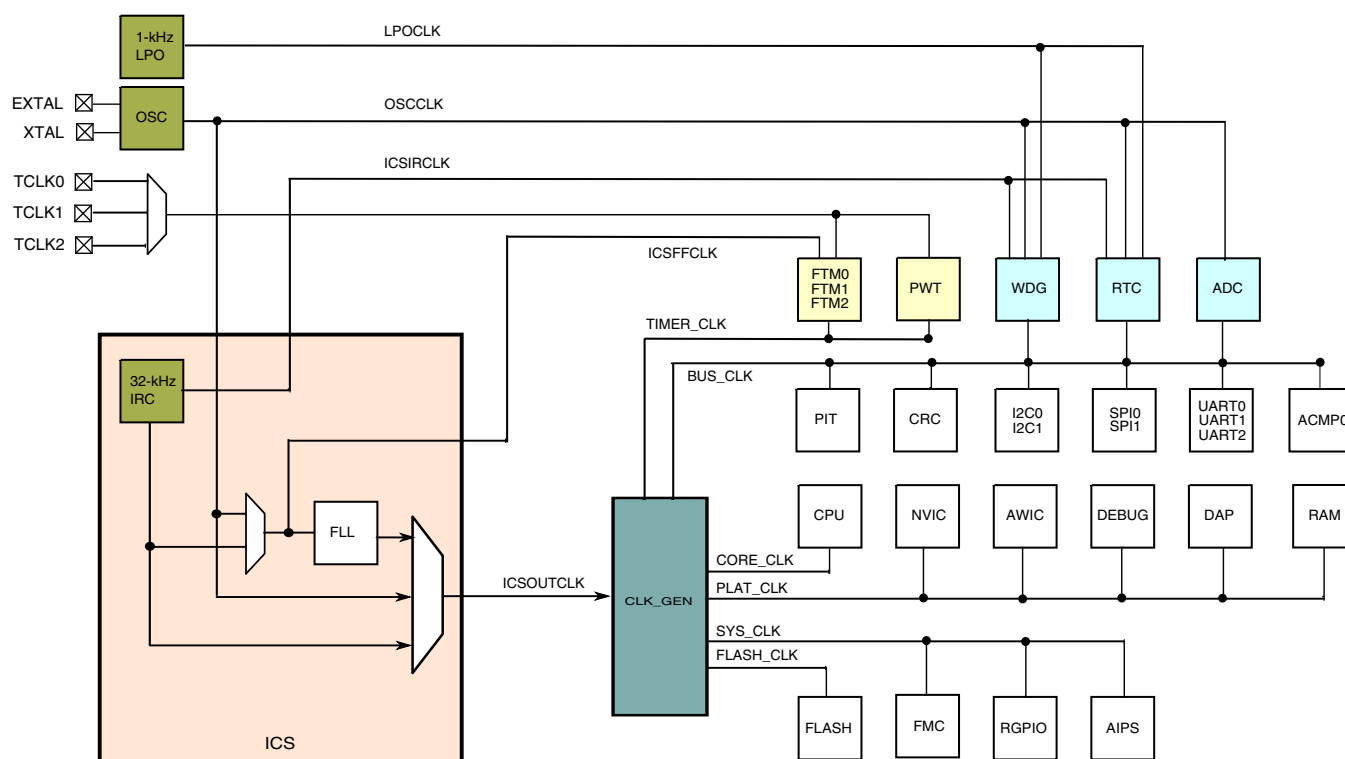 1-kHz
LPO
LPOCLK
EXTAL
XTAL
OSC
OSCCLK
ICSIRCLK
TCLK0
TCLK1
TCLK2
ICSFFCLK
FTM0
FTM1
FTM2
PWT
WDG
RTC
ADC
TIMER_CLK
BUS_CLK
32-kHz
IRC
PIT
CRC
I2C0
I2C1
SPI0
SPI1
UART0
UART1
UART2
ACMP0
CPU
NVIC
AWIC
DEBUG
DAP
RAM
FLL
CORE_CLK
ICSOUTCLK
PLAT_CLK
CLK_GEN
SYS_CLK
FLASH_CLK
FLASH
FMC
RGPIO
AIPS
ICS